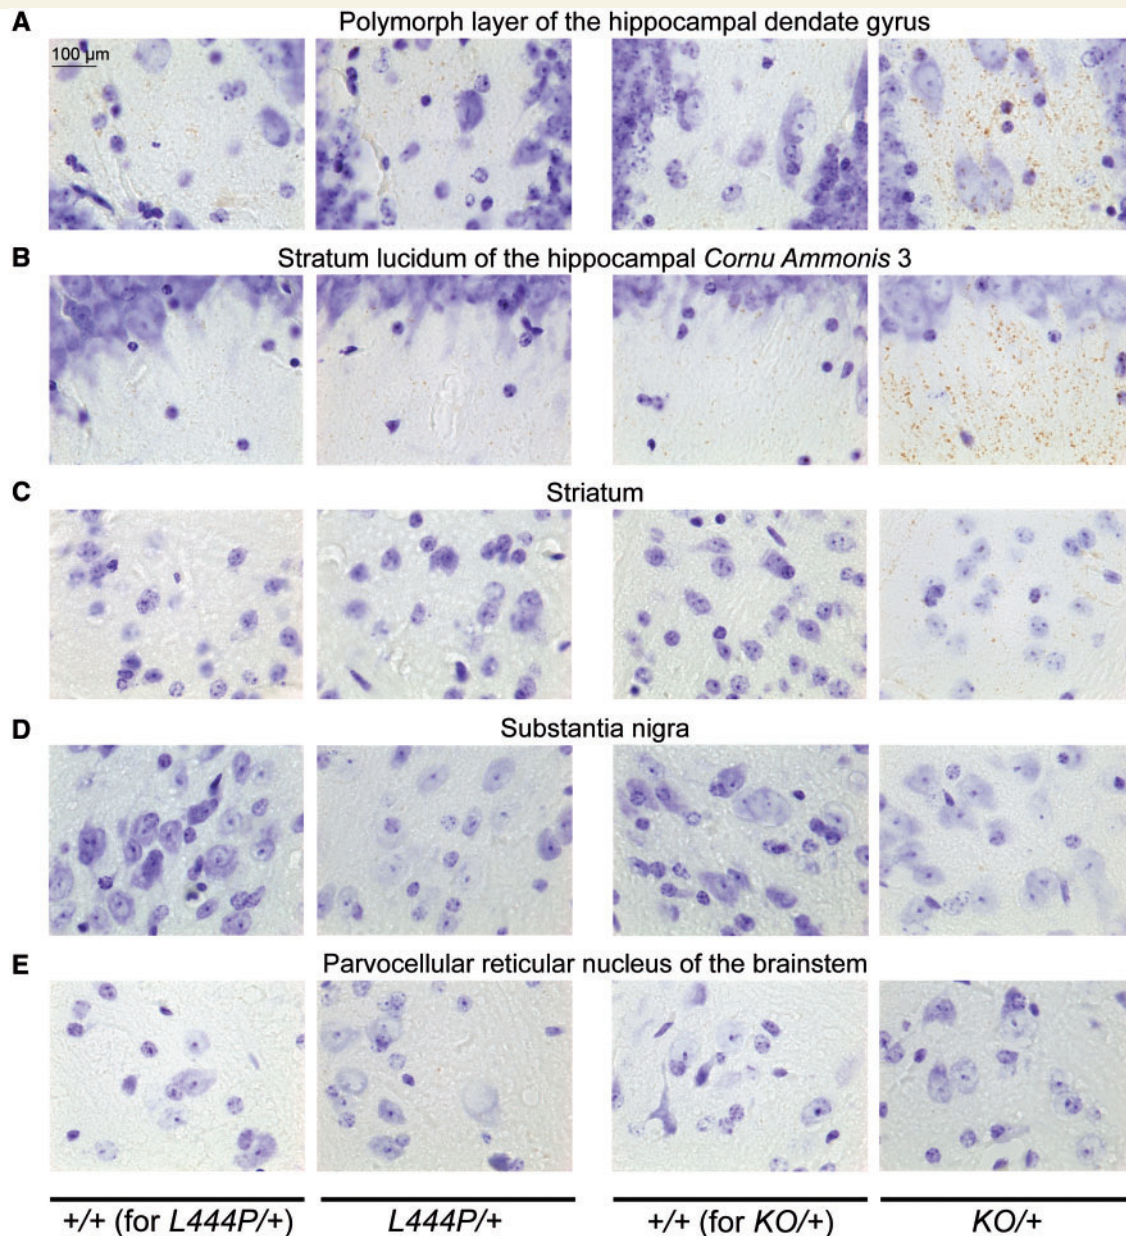 A Polymorph layer of the hippocampal dendate gyrus
100 µm
B Stratum lucidum of the hippocampal Cornu Ammonis 3
C Striatum
D Substantia nigra
E Parvocellular reticular nucleus of the brainstem
+/+ (for L444P/+) L444P/+ +/+ (for KO/+) KO/+